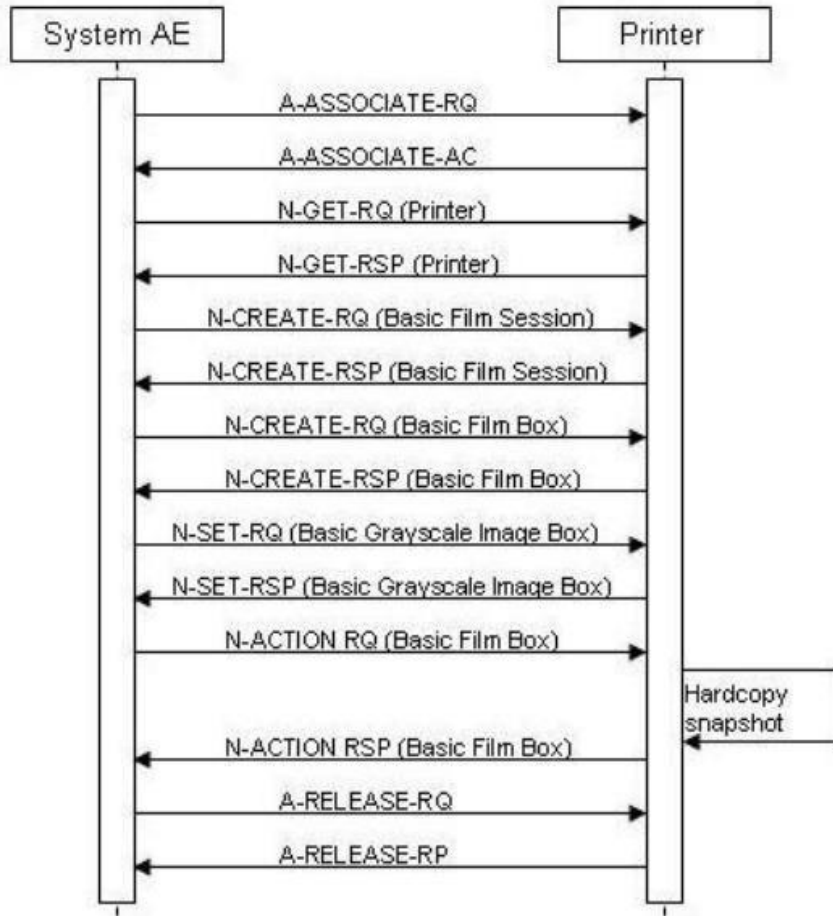 System AE
Printer
A-ASSOCIATE-RQ
A-ASSOCIATE-AC
N-GET-RQ (Printer)
N-GET-RSP (Printer)
N-CREATE-RQ (Basic Film Session)
N-CREATE-RSP (Basic Film Session)
N-CREATE-RQ (Basic Film Box)
N-CREATE-RSP (Basic Film Box)
N-SET-RQ (Basic Grayscale Image Box)
N-SET-RSP (Basic Grayscale Image Box)
N-ACTION RQ (Basic Film Box)
Hardcopy
snapshot
N-ACTION RSP (Basic Film Box)
A-RELEASE-RQ
A-RELEASE-RP